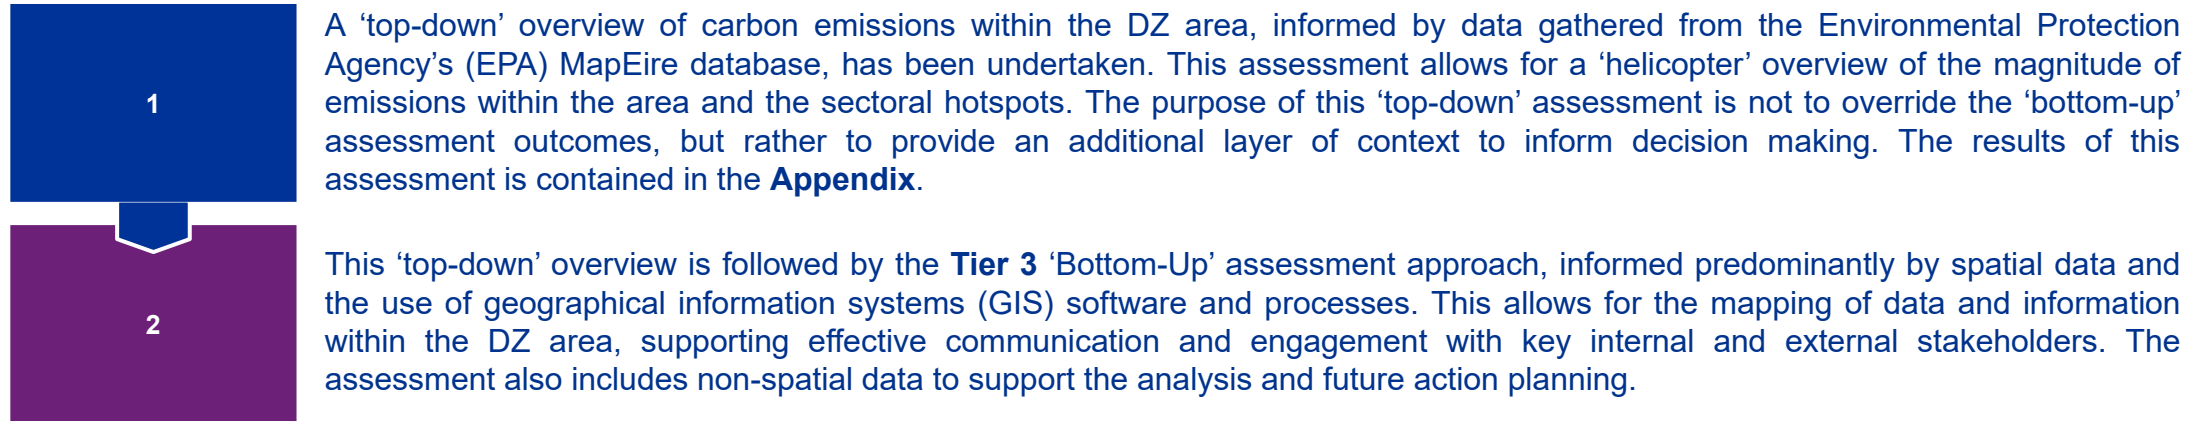 1
A ‘top-down’ overview of carbon emissions within the DZ area, informed by data gathered from the Environmental Protection
Agency’s (EPA) MapEire database, has been undertaken. This assessment allows for a ‘helicopter’ overview of the magnitude of
emissions within the area and the sectoral hotspots. The purpose of this ‘top-down’ assessment is not to override the ‘bottom-up’
assessment outcomes, but rather to provide an additional layer of context to inform decision making. The results of this
assessment is contained in the Appendix.
2
This ‘top-down’ overview is followed by the Tier 3 ‘Bottom-Up’ assessment approach, informed predominantly by spatial data and
the use of geographical information systems (GIS) software and processes. This allows for the mapping of data and information
within the DZ area, supporting effective communication and engagement with key internal and external stakeholders. The
assessment also includes non-spatial data to support the analysis and future action planning.